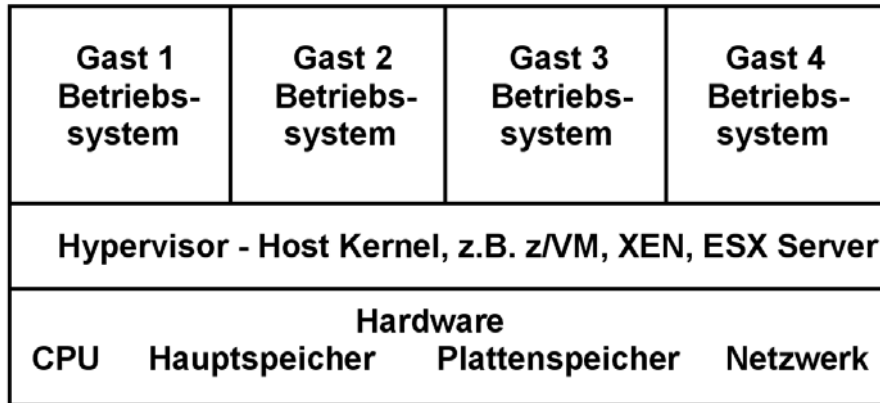 Gast 1
Betriebs-
system
Gast 2
Betriebs-
system
Gast 3
Betriebs-
system
Gast 4
Betriebs-
system
Hypervisor - Host Kernel, z.B. z/VM, XEN, ESX Server
Hardware
CPU Hauptspeicher Plattenspeicher Netzwerk